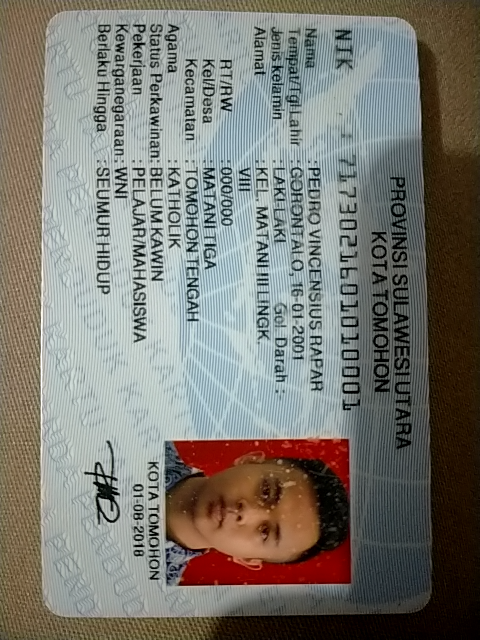 PROVINSI SULAWESI UTARA
KOTA TOMOHON
NIK : 7173021601010001
Nama : PEDRO VINCENSIUS RAPAR
Tempat/Tgl Lahir : GORONTALO, 16-01-2001
Jenis kelamin : LAKI-LAKI Gol. Darah :
Alamat : KEL. MATANI III LINGK.
VIII
RT/RW : 000/000
Kel/Desa : MATANI TIGA
Kecamatan : TOMOHON TENGAH
Agama : KATHOLIK
Status Perkawinan: BELUM KAWIN
Pekerjaan : PELAJAR/MAHASISWA
Kewarganegaraan : WNI
Berlaku Hingga : SEUMUR HIDUP
KOTA TOMOHON
01-08-2018